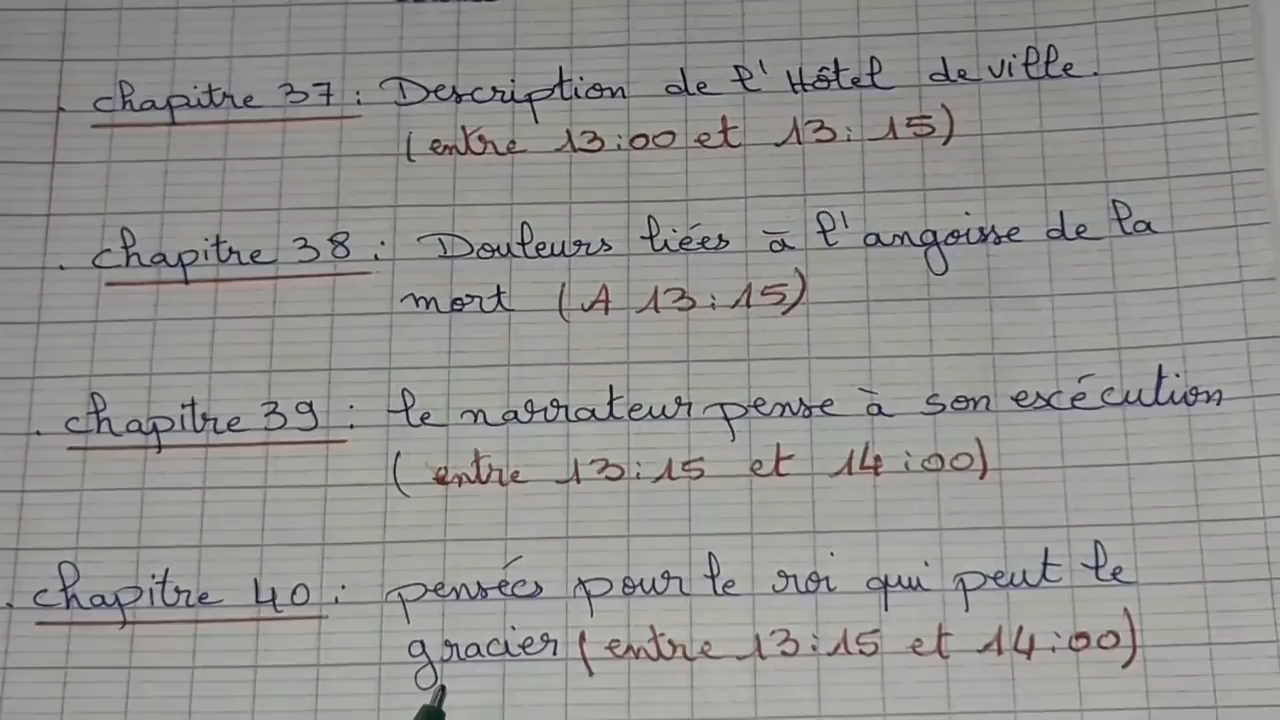 . chapitre 37 : Description de l'Hôtel de ville.
(entre 13:00 et 13:15)
. chapitre 38 : Douleurs liées à l'angoisse de la
mort (A 13:15)
. chapitre 39 : le narrateur pense à son exécution
(entre 13:15 et 14:00)
. chapitre 40 : pensées pour le roi qui peut le
gracier (entre 13:15 et 14:00)